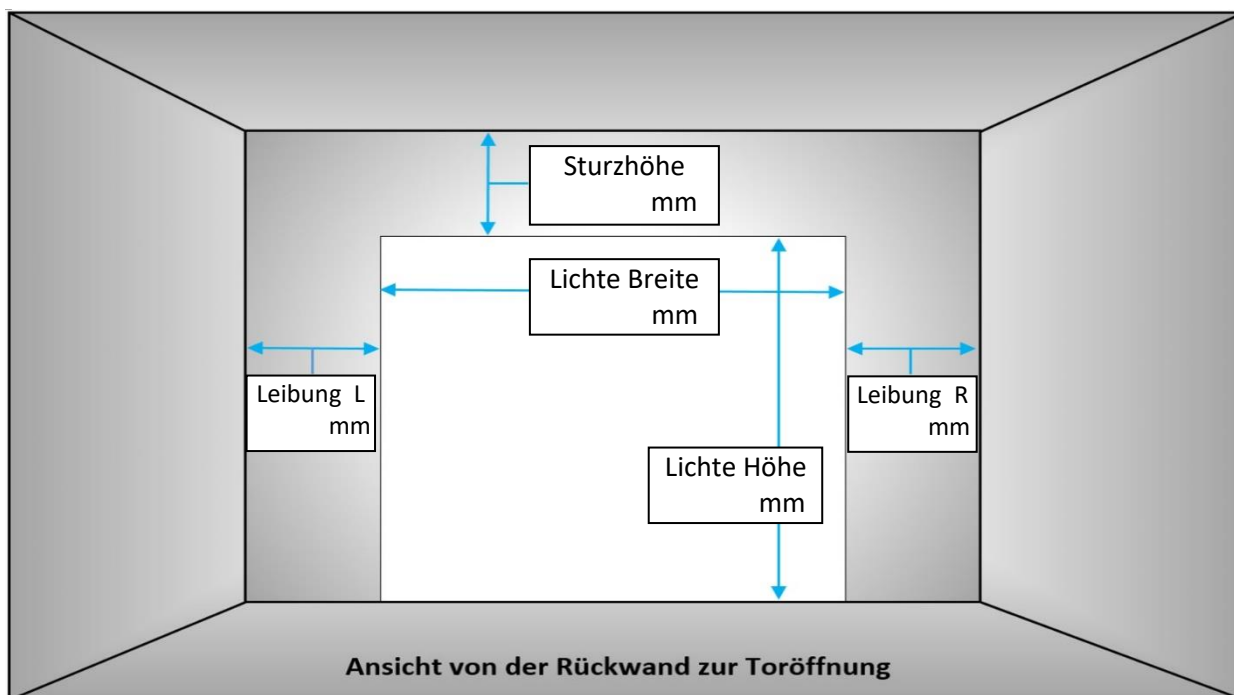 Sturzhöhe
mm
Lichte Breite
mm
Leibung L
mm
Leibung R
mm
Lichte Höhe
mm
Ansicht von der Rückwand zur Toröffnung